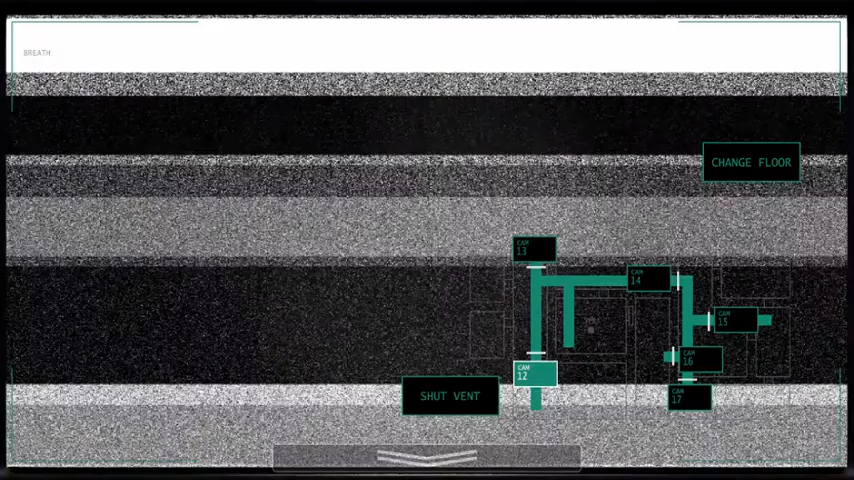 BREATH
CHANGE FLOOR
CAM
13
CAM
14
CAM
15
CAM
16
CAM
12
CAM
17
SHUT VENT